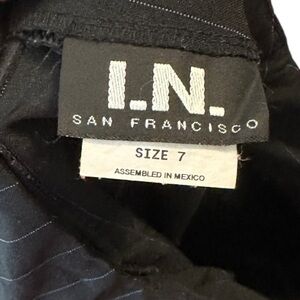 I.N.
SAN FRANCISCO
SIZE 7
ASSEMBLED IN MEXICO